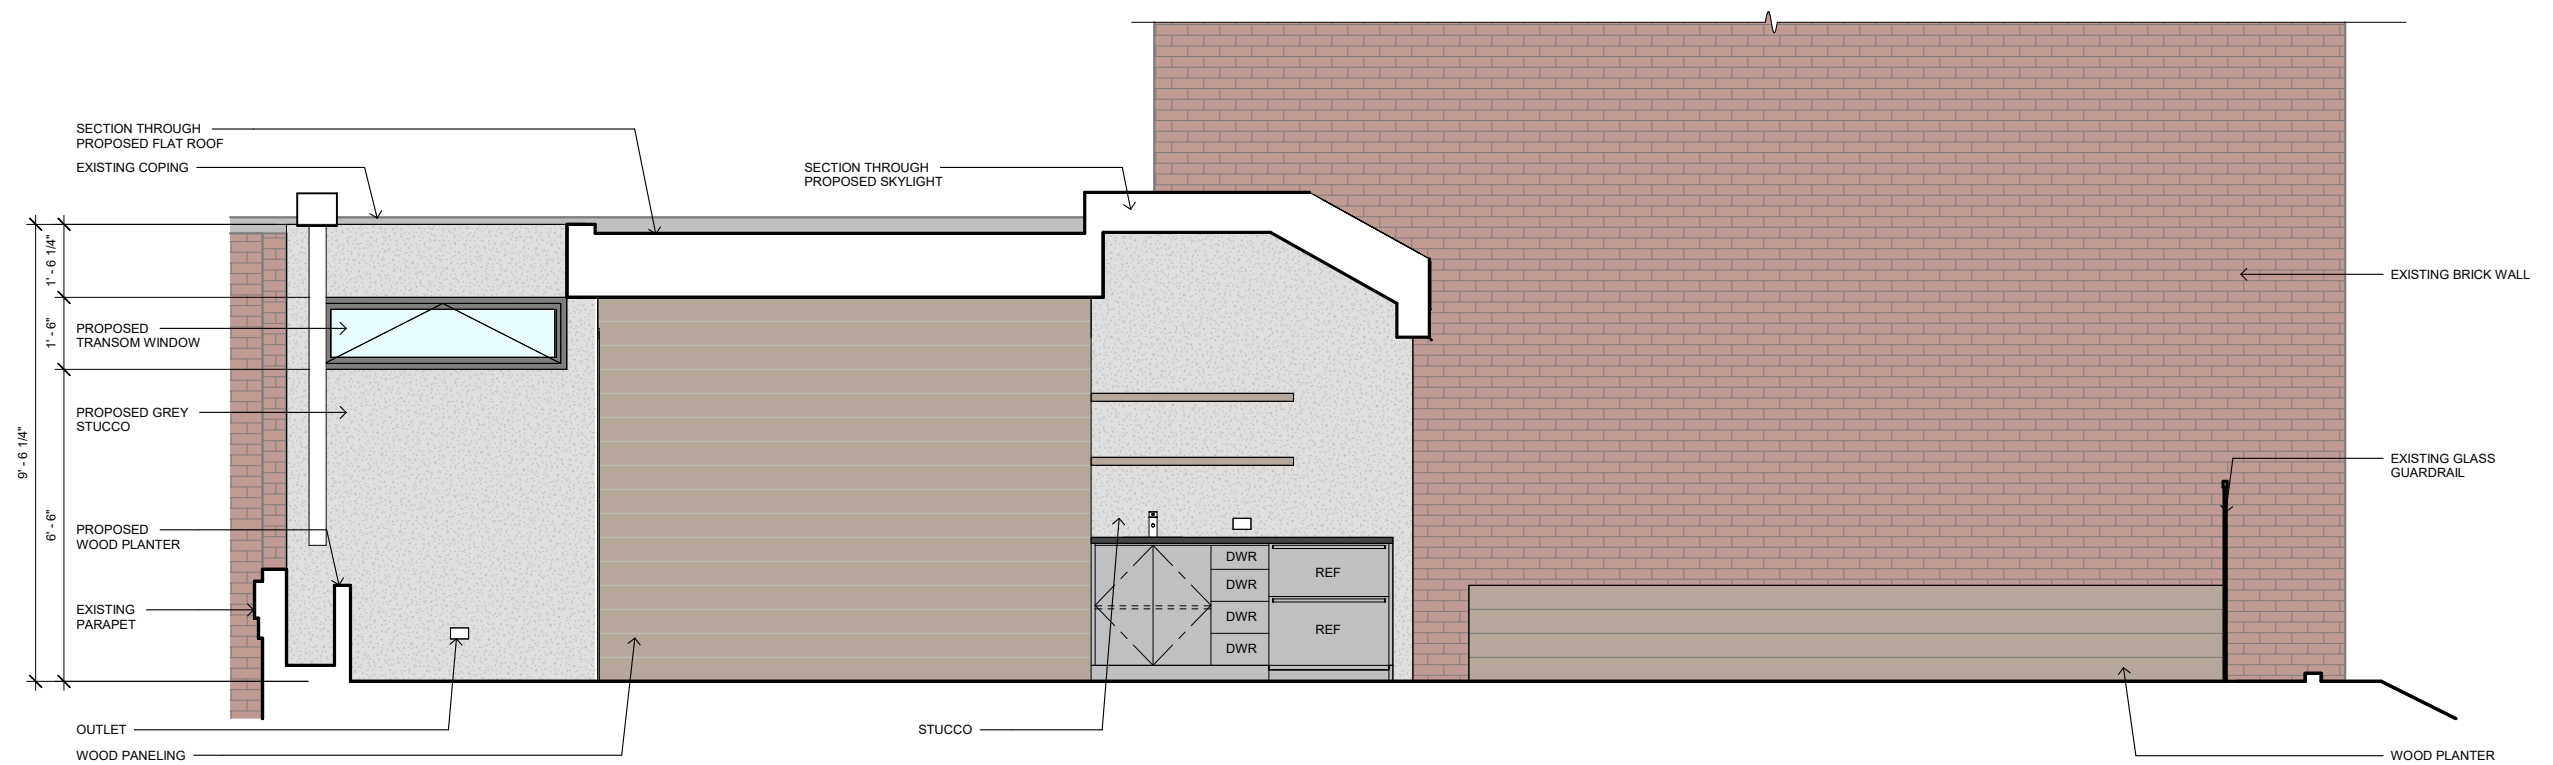 SECTION THROUGH
PROPOSED FLAT ROOF
EXISTING COPING
SECTION THROUGH
PROPOSED SKYLIGHT
1' - 6 1/4"
EXISTING BRICK WALL
1' - 6"
PROPOSED
TRANSOM WINDOW
PROPOSED GREY
STUCCO
9' - 6 1/4"
EXISTING GLASS
GUARDRAIL
6' - 6"
PROPOSED
WOOD PLANTER
DWR
REF
DWR
EXISTING
PARAPET
DWR
REF
DWR
OUTLET
STUCCO
WOOD PANELING
WOOD PLANTER